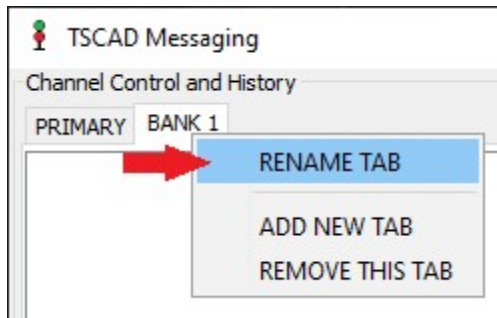 TSCAD Messaging
Channel Control and History
PRIMARY BANK 1
RENAME TAB
ADD NEW TAB
REMOVE THIS TAB